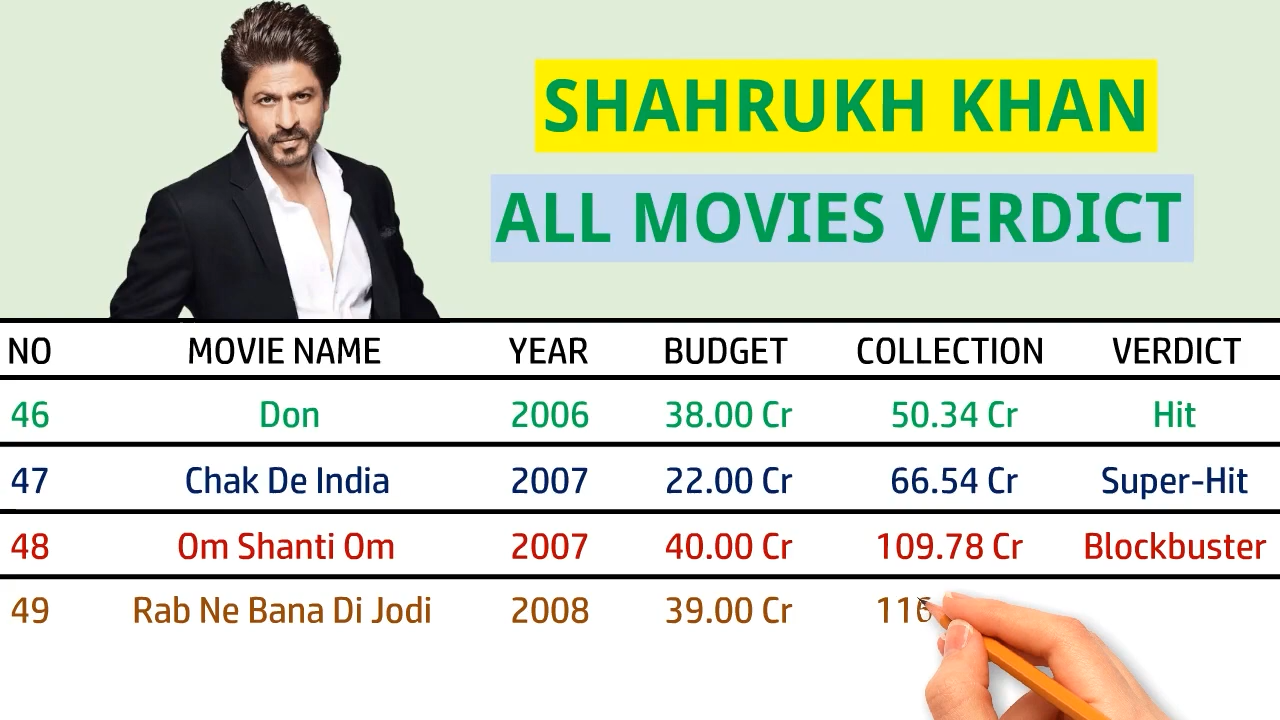 SHAHRUKH KHAN
ALL MOVIES VERDICT
NO MOVIE NAME YEAR BUDGET COLLECTION VERDICT
46 Don 2006 38.00 Cr 50.34 Cr Hit
47 Chak De India 2007 22.00 Cr 66.54 Cr Super-Hit
48 Om Shanti Om 2007 40.00 Cr 109.78 Cr Blockbuster
49 Rab Ne Bana Di Jodi 2008 39.00 Cr 116